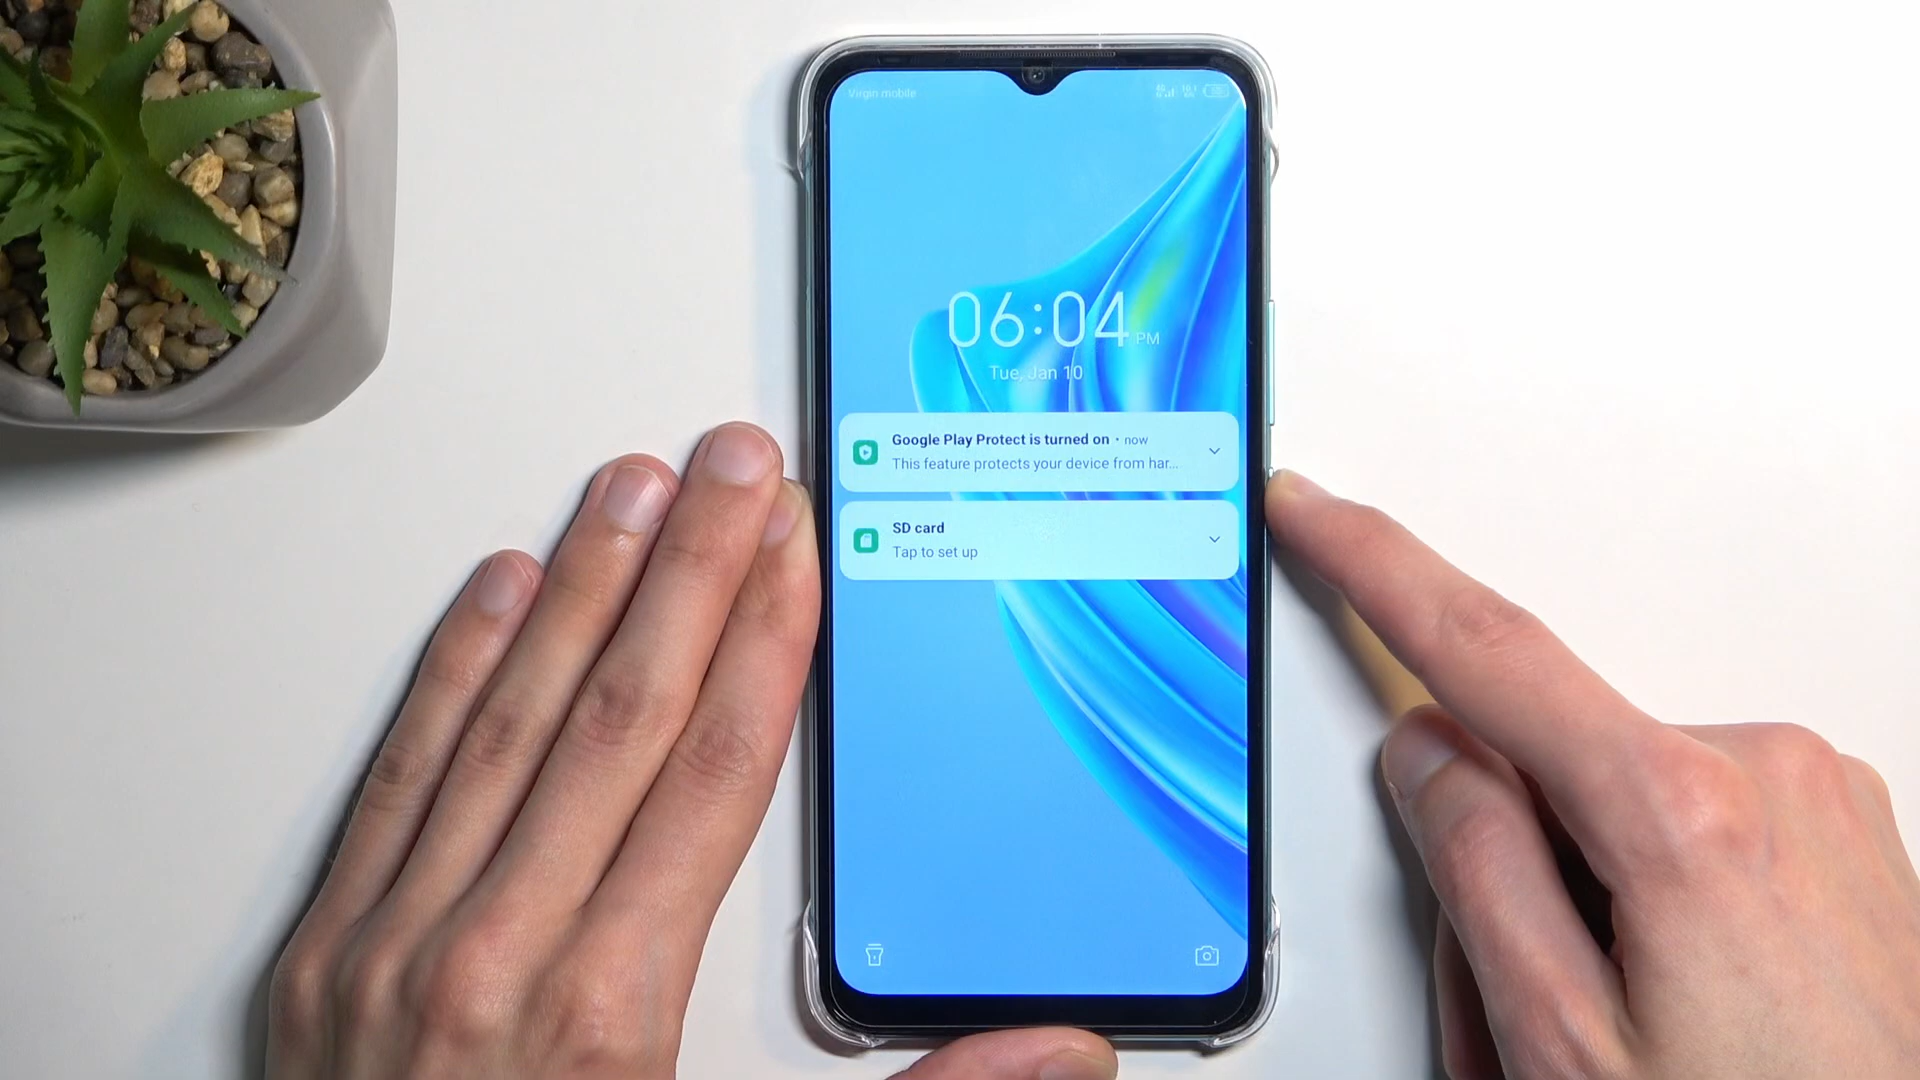 Virgin mobile
06:04 PM
Tue, Jan 10
Google Play Protect is turned on • now
This feature protects your device from har...
SD card
Tap to set up